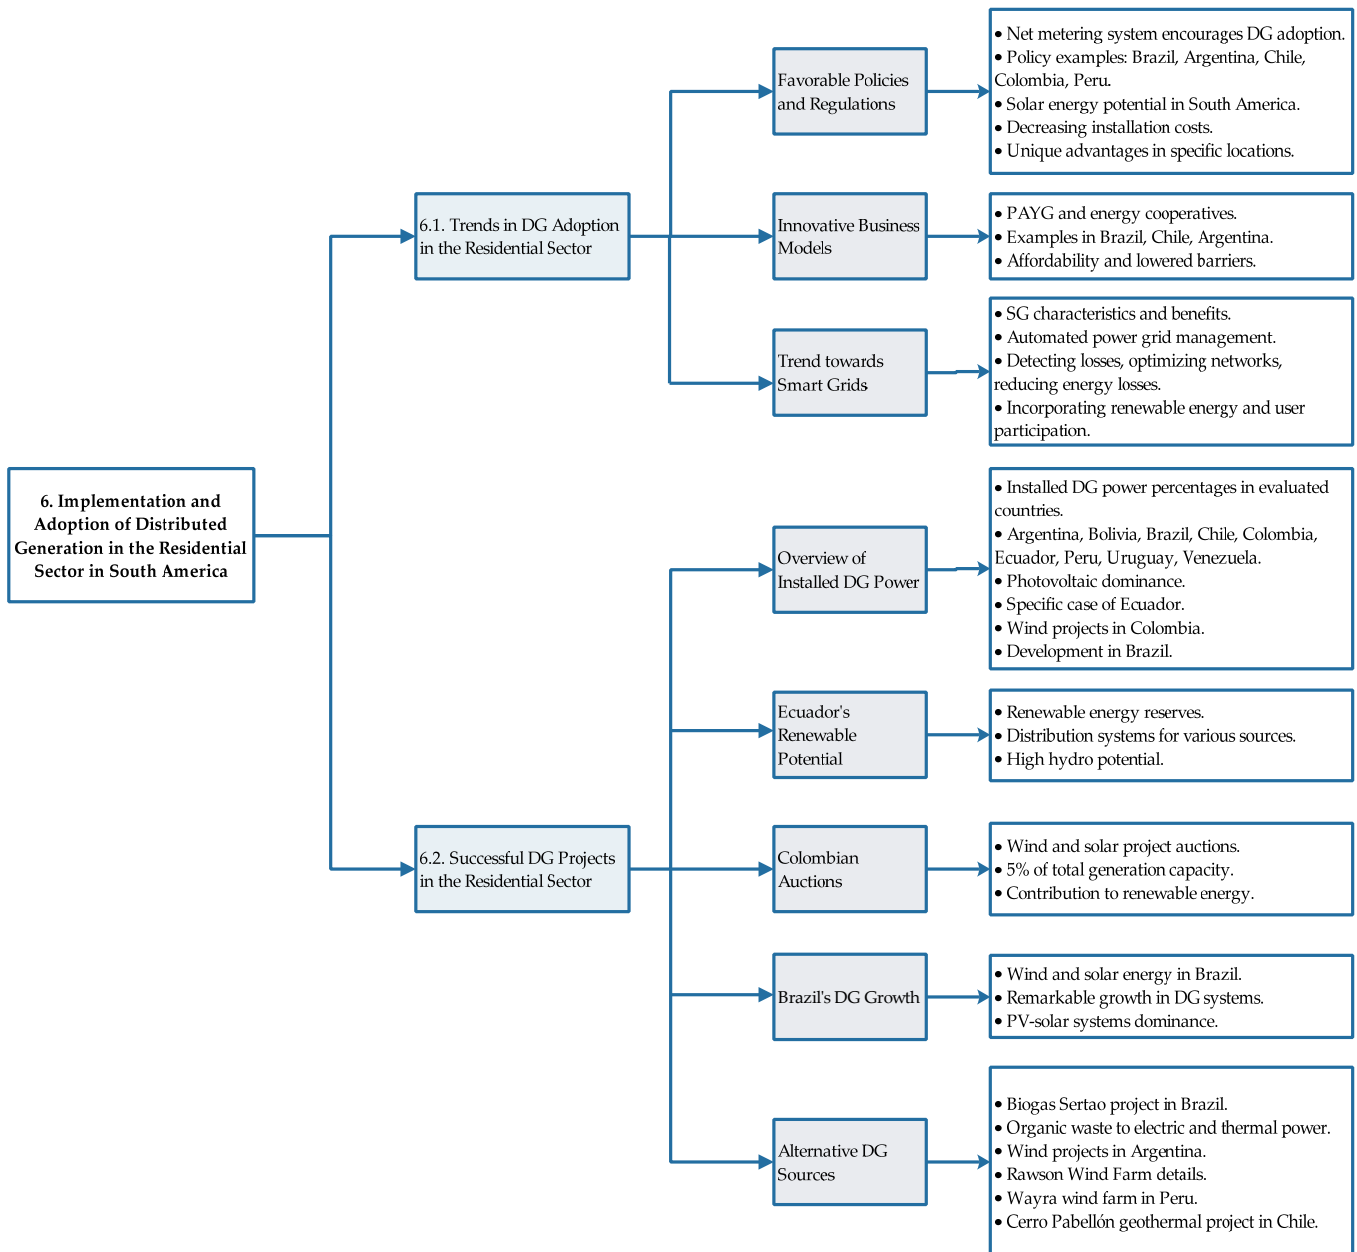 6. Implementation and
Adoption of Distributed
Generation in the Residential
Sector in South America
6.1. Trends in DG Adoption
in the Residential Sector
Favorable Policies
and Regulations
• Net metering system encourages DG adoption.
• Policy examples: Brazil, Argentina, Chile,
Colombia, Peru.
• Solar energy potential in South America.
• Decreasing installation costs.
• Unique advantages in specific locations.
Innovative Business
Models
• PAYG and energy cooperatives.
• Examples in Brazil, Chile, Argentina.
• Affordability and lowered barriers.
Trend towards
Smart Grids
• SG characteristics and benefits.
• Automated power grid management.
• Detecting losses, optimizing networks,
reducing energy losses.
• Incorporating renewable energy and user
participation.
6.2. Successful DG Projects
in the Residential Sector
Overview of
Installed DG Power
• Installed DG power percentages in evaluated
countries.
• Argentina, Bolivia, Brazil, Chile, Colombia,
Ecuador, Peru, Uruguay, Venezuela.
• Photovoltaic dominance.
• Specific case of Ecuador.
• Wind projects in Colombia.
• Development in Brazil.
Ecuador's
Renewable
Potential
• Renewable energy reserves.
• Distribution systems for various sources.
• High hydro potential.
Colombian
Auctions
• Wind and solar project auctions.
• 5% of total generation capacity.
• Contribution to renewable energy.
Brazil's DG Growth
• Wind and solar energy in Brazil.
• Remarkable growth in DG systems.
• PV-solar systems dominance.
Alternative DG
Sources
• Biogas Sertao project in Brazil.
• Organic waste to electric and thermal power.
• Wind projects in Argentina.
• Rawson Wind Farm details.
• Wayra wind farm in Peru.
• Cerro Pabellón geothermal project in Chile.